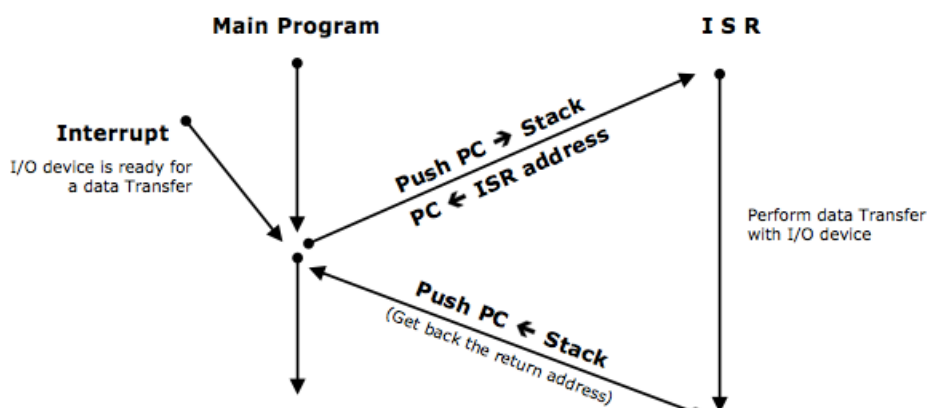 Main Program
I S R
Interrupt
I/O device is ready for
a data Transfer
Push PC → Stack
PC ← ISR address
Perform data Transfer
with I/O device
Push PC ← Stack
(Get back the return address)